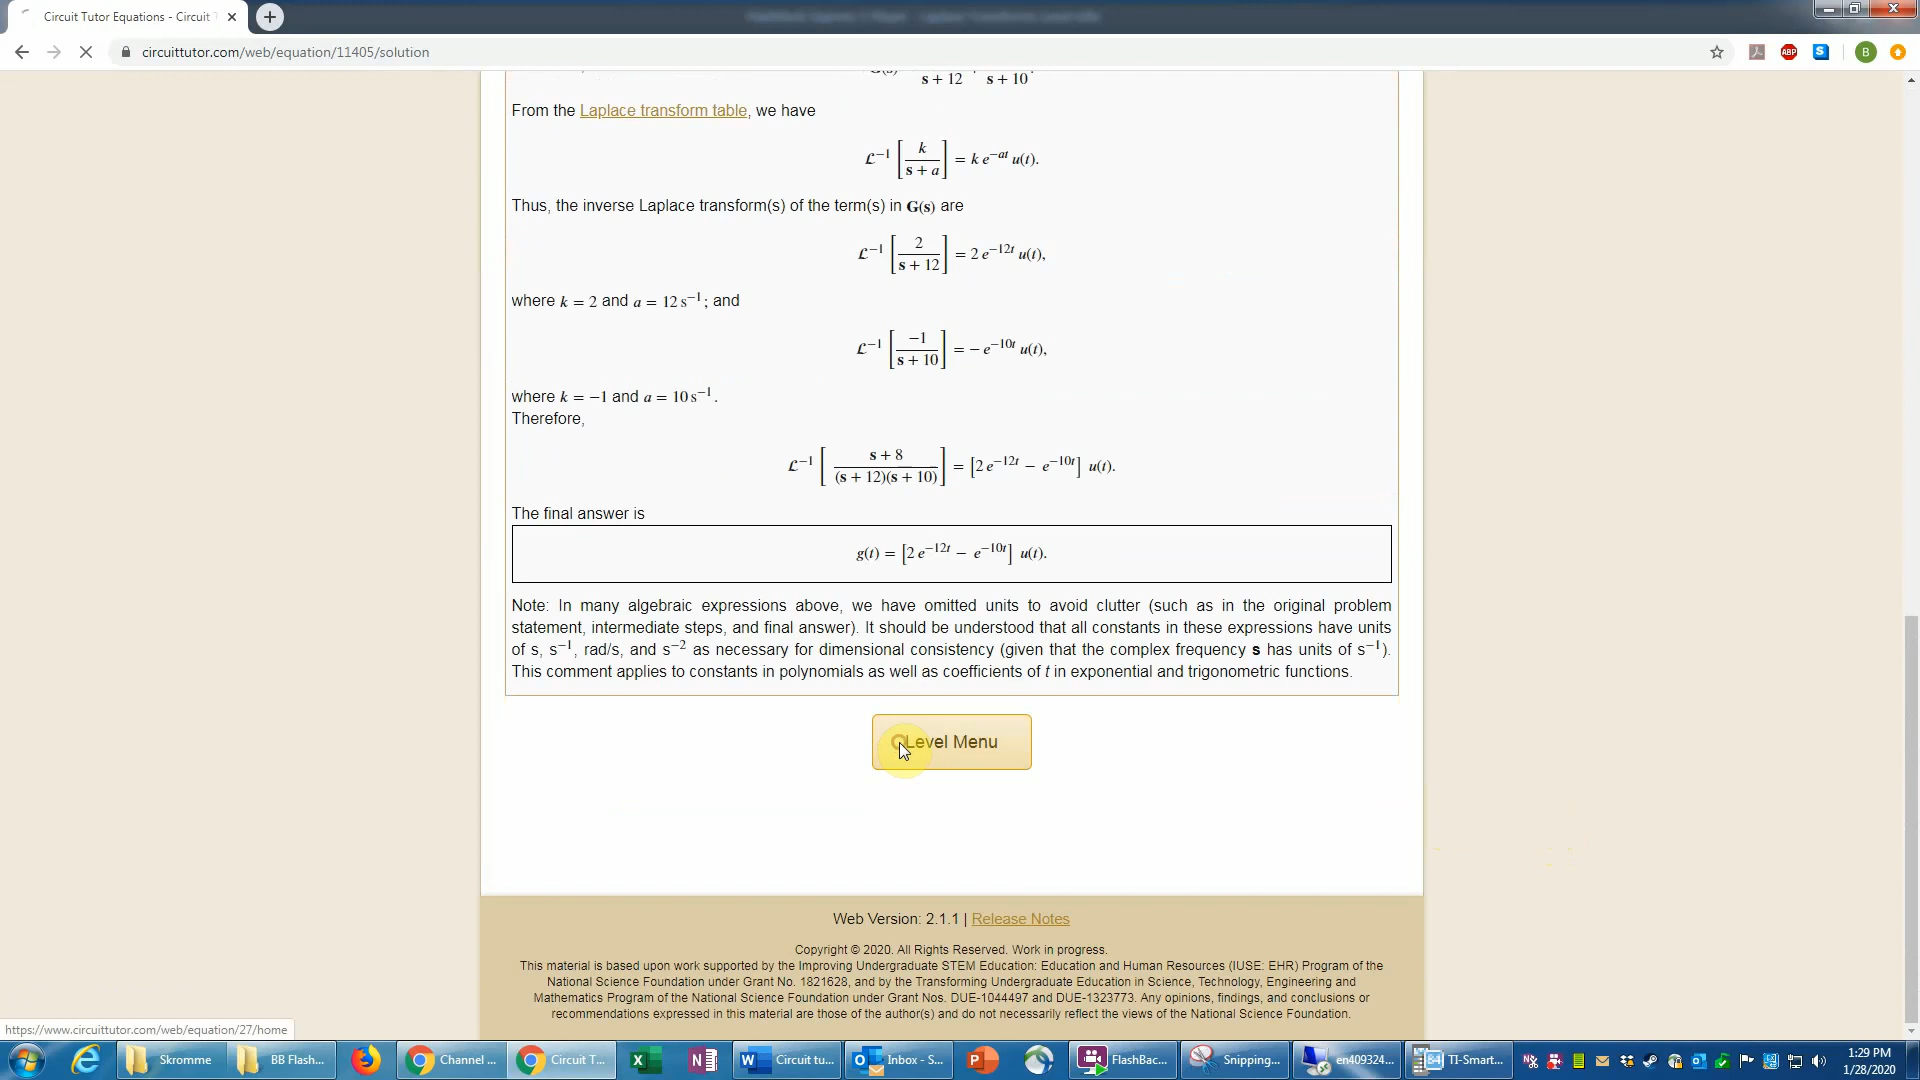 Circuit Tutor Equations - Circuit T
circuittutor.com/web/equation/11405/solution
ABP
S
B
s + 12 s + 10
From the Laplace transform table, we have
ℒ⁻¹ [k / (s + a)] = k e⁻ᵃᵗ u(t).
Thus, the inverse Laplace transform(s) of the term(s) in G(s) are
ℒ⁻¹ [2 / (s + 12)] = 2 e⁻¹²ᵗ u(t),
where k = 2 and a = 12 s⁻¹; and
ℒ⁻¹ [−1 / (s + 10)] = − e⁻¹⁰ᵗ u(t),
where k = −1 and a = 10 s⁻¹.
Therefore,
ℒ⁻¹ [(s + 8) / (s + 12)(s + 10)] = [2 e⁻¹²ᵗ − e⁻¹⁰ᵗ] u(t).
The final answer is
g(t) = [2 e⁻¹²ᵗ − e⁻¹⁰ᵗ] u(t).
Note: In many algebraic expressions above, we have omitted units to avoid clutter (such as in the original problem
statement, intermediate steps, and final answer). It should be understood that all constants in these expressions have units
of s, s⁻¹, rad/s, and s⁻² as necessary for dimensional consistency (given that the complex frequency s has units of s⁻¹).
This comment applies to constants in polynomials as well as coefficients of t in exponential and trigonometric functions.
Level Menu
Web Version: 2.1.1 | Release Notes
Copyright © 2020. All Rights Reserved. Work in progress.
This material is based upon work supported by the Improving Undergraduate STEM Education: Education and Human Resources (IUSE: EHR) Program of the
National Science Foundation under Grant No. 1821628, and by the Transforming Undergraduate Education in Science, Technology, Engineering and
Mathematics Program of the National Science Foundation under Grant Nos. DUE-1044497 and DUE-1323773. Any opinions, findings, and conclusions or
recommendations expressed in this material are those of the author(s) and do not necessarily reflect the views of the National Science Foundation.
https://www.circuittutor.com/web/equation/27/home
Skromme
BB Flash...
Channel ...
Circuit T...
Circuit tu...
Inbox - S...
FlashBac...
Snipping...
en409324...
84 TI-Smart...
1:29 PM
1/28/2020